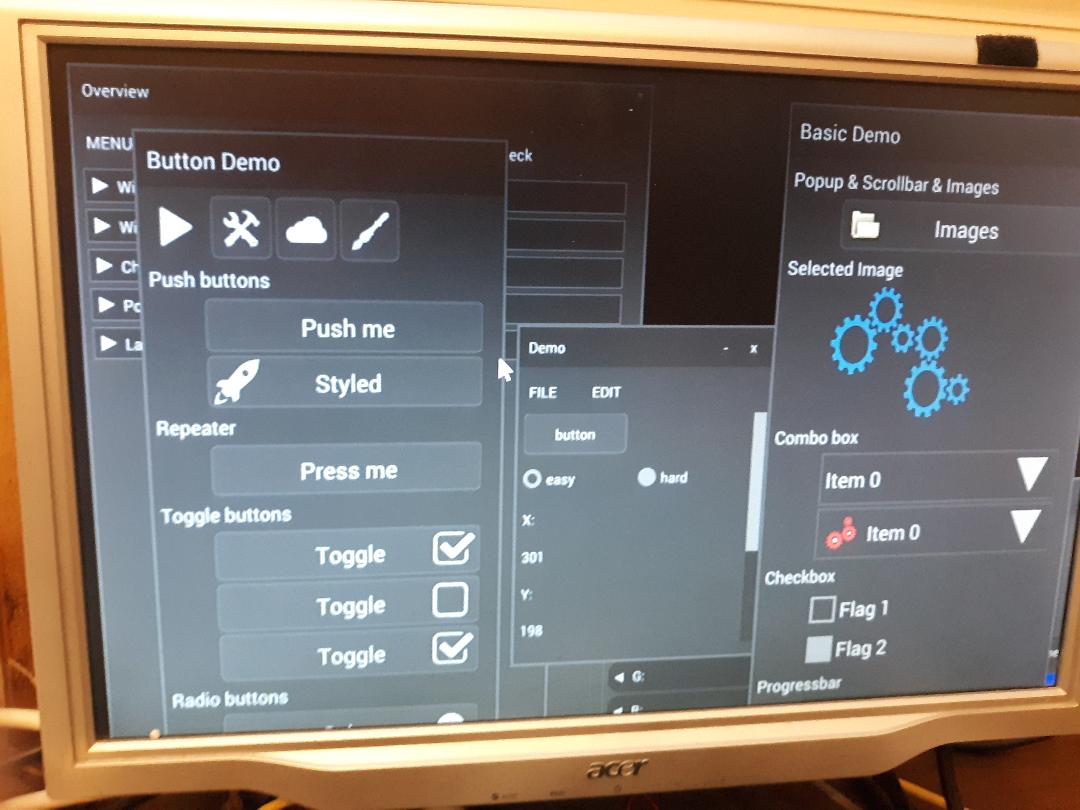 Overview
MENU
Button Demo
Push buttons
Push me
Styled
Repeater
Press me
Toggle buttons
Toggle
Toggle
Toggle
Radio buttons
Demo
- x
FILE EDIT
button
easy hard
X:
301
Y:
198
G:
Basic Demo
Popup & Scrollbar & Images
Images
Selected Image
Combo box
Item 0
Item 0
Checkbox
Flag 1
Flag 2
Progressbar
acer